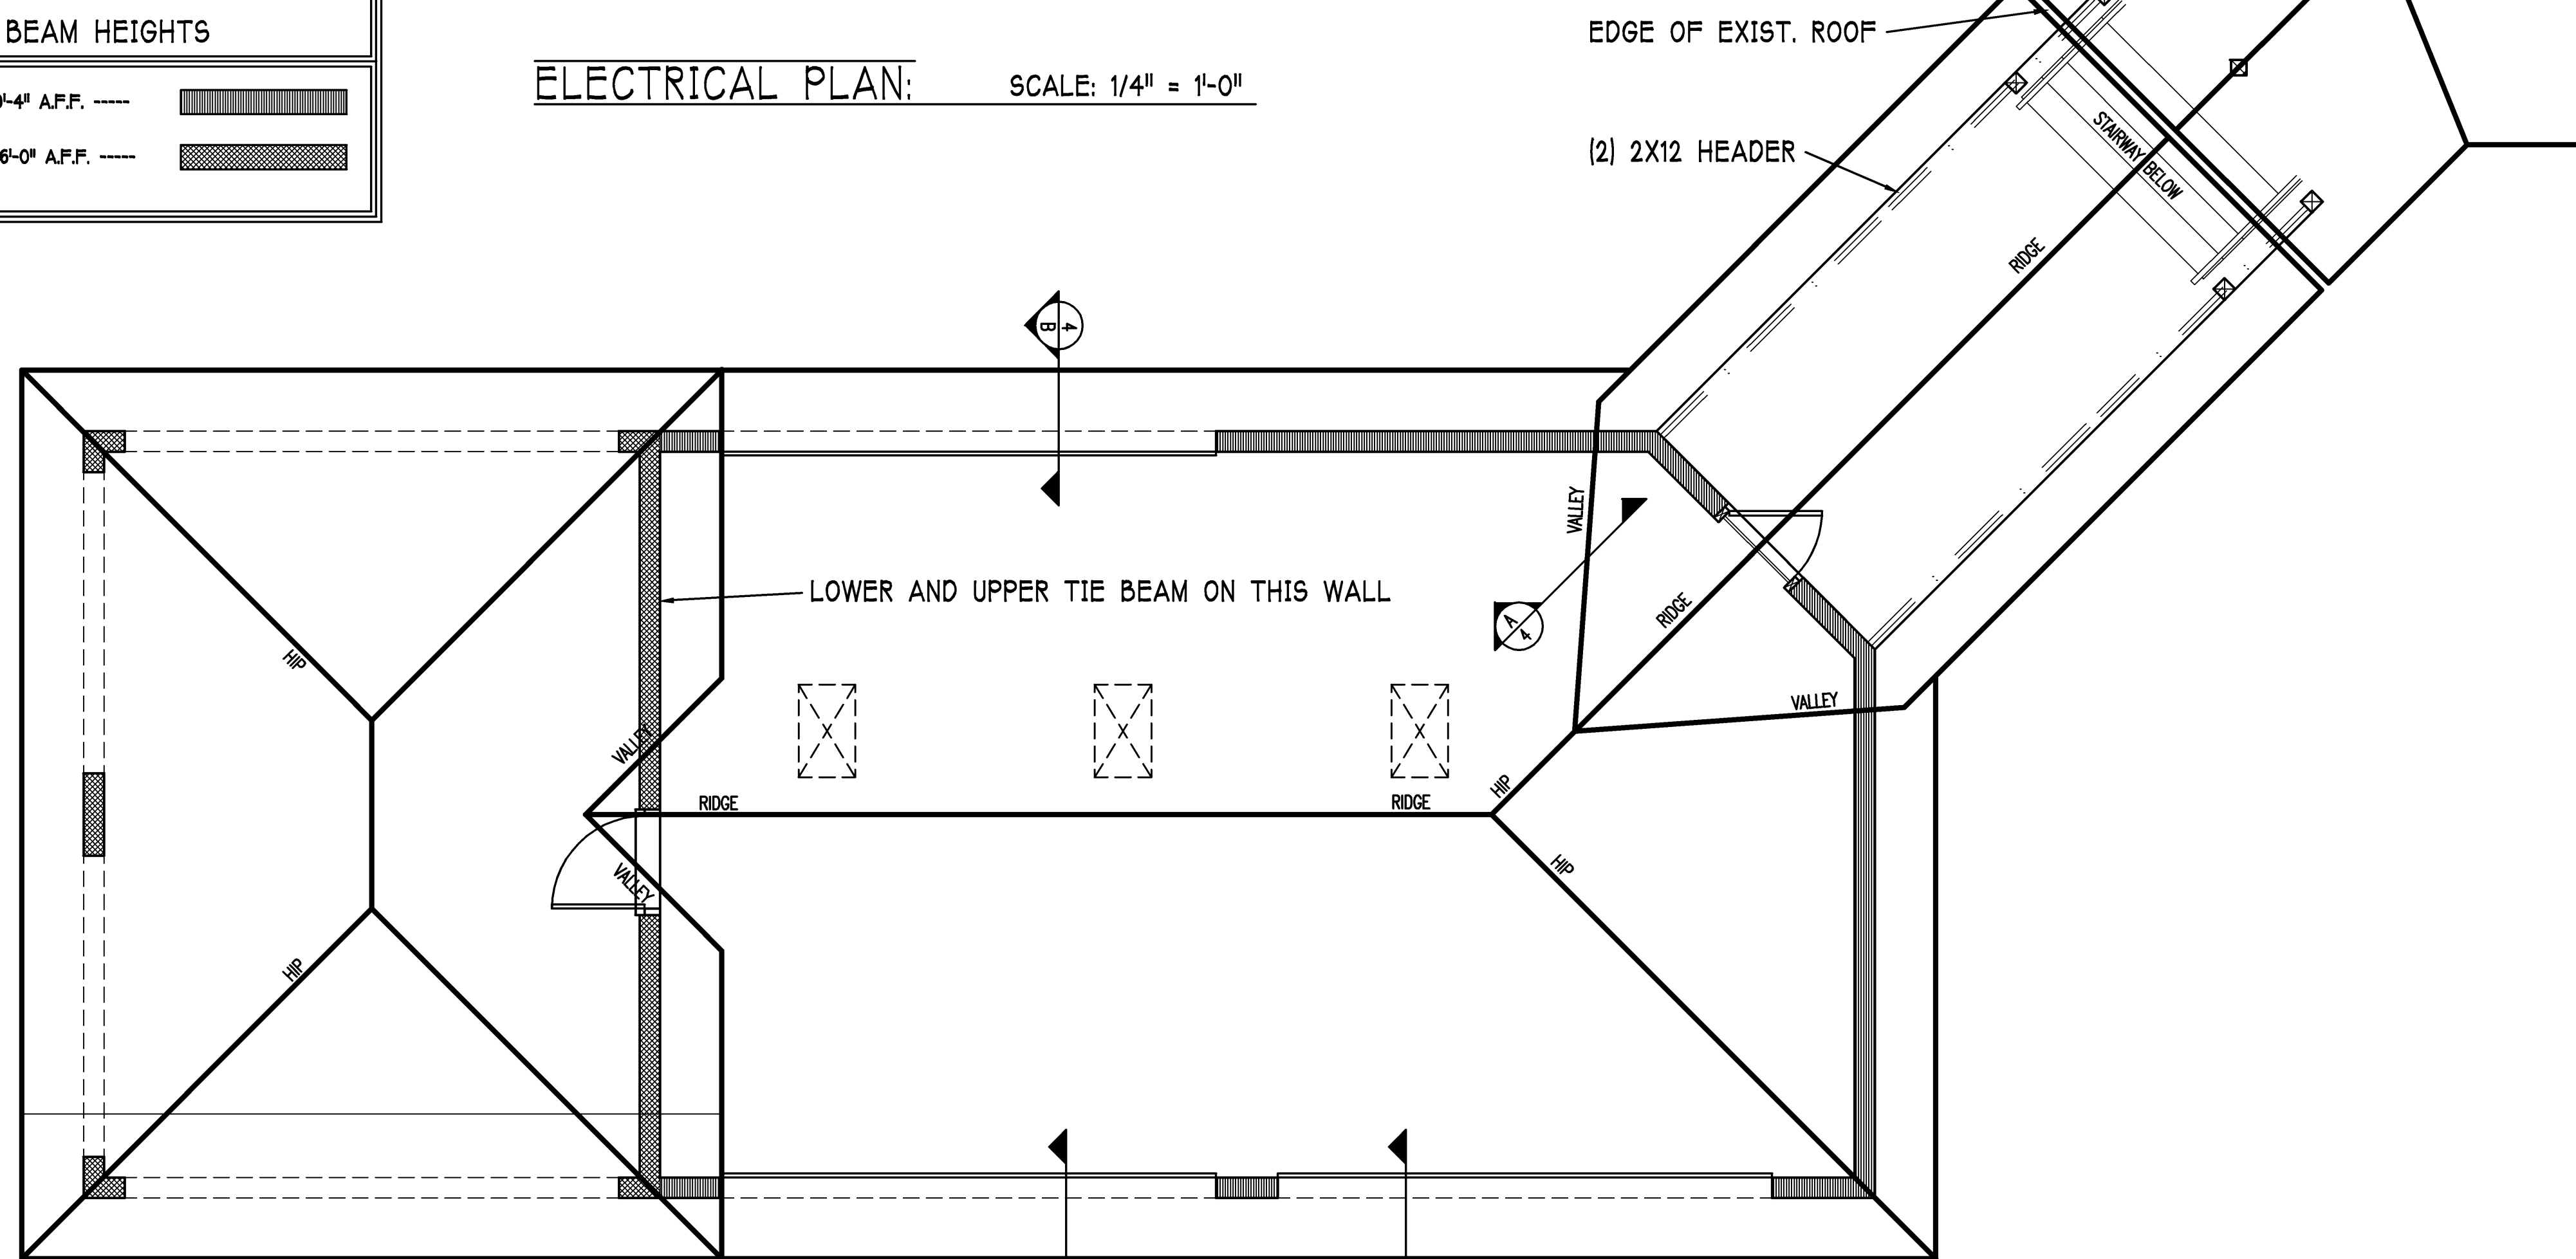 BEAM HEIGHTS
'-4" A.F.F. -----
6'-0" A.F.F. -----
ELECTRICAL PLAN: SCALE: 1/4" = 1'-0"
EDGE OF EXIST. ROOF
(2) 2X12 HEADER
STAIRWAY BELOW
RIDGE
4
B
VALLEY
LOWER AND UPPER TIE BEAM ON THIS WALL
A
4
RIDGE
HIP
VALLEY
VALLEY
RIDGE
RIDGE
HIP
HIP
VALLEY
HIP